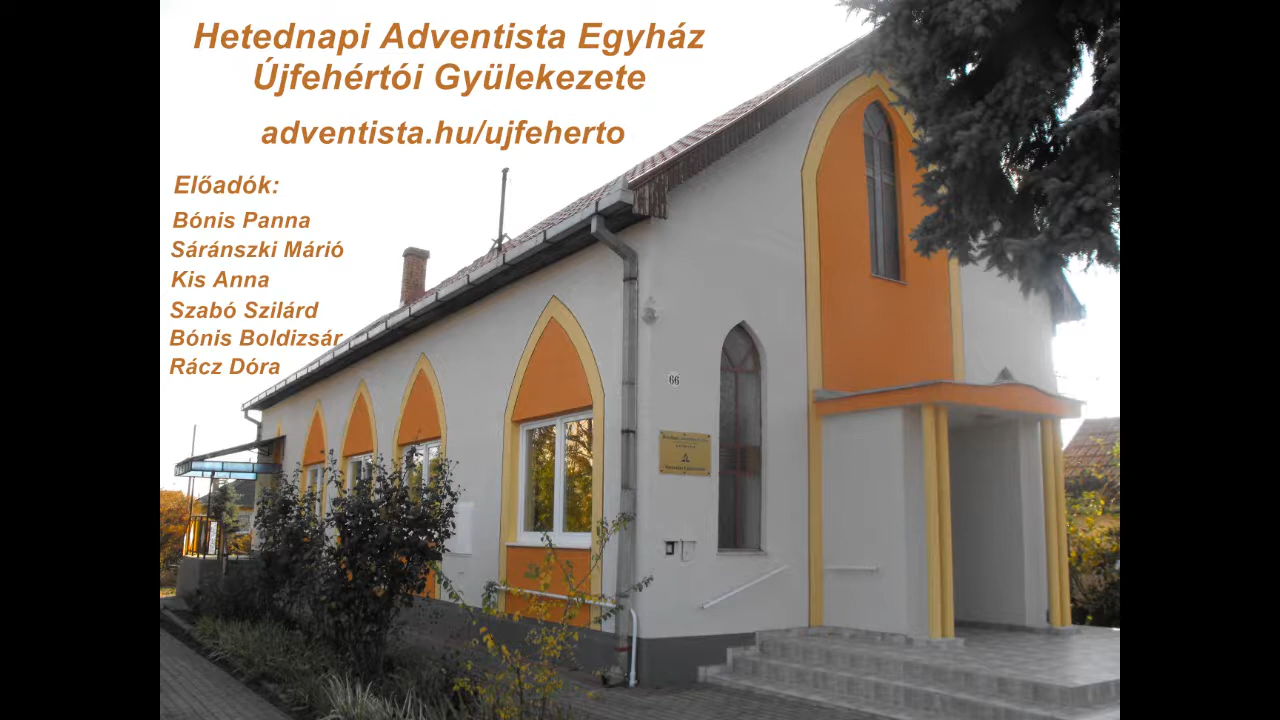 Hetednapi Adventista Egyház
Újfehértói Gyülekezete
adventista.hu/ujfeherto
Előadók:
Bónis Panna
Sáránszki Márió
Kis Anna
Szabó Szilárd
Bónis Boldizsár
Rácz Dóra
66